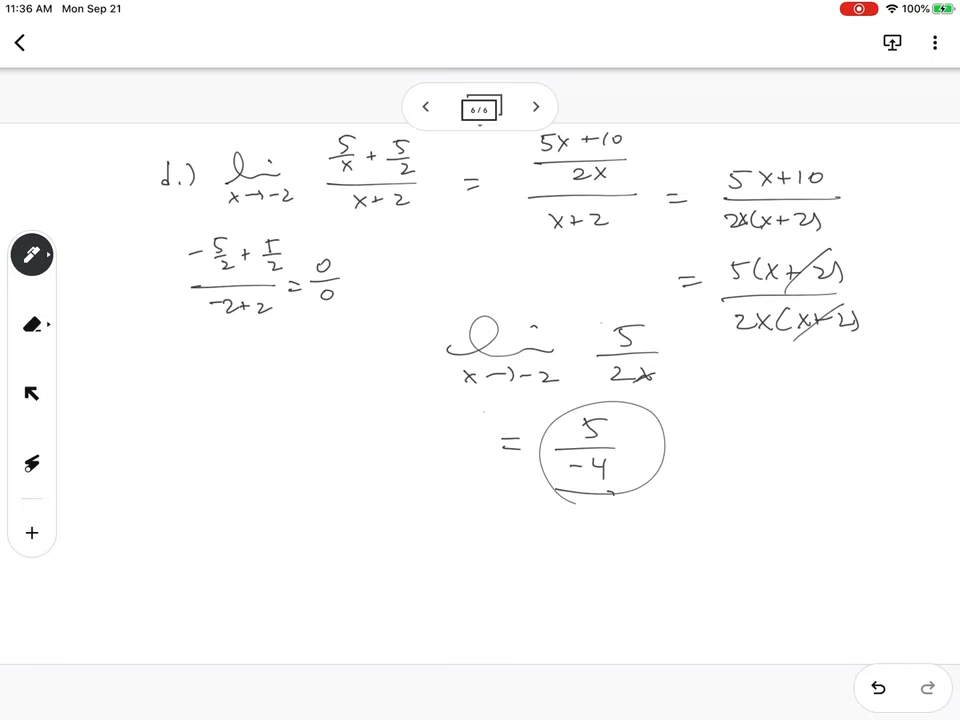 11:36 AM Mon Sep 21 100%
6/6
d.) lim x→-2 (5/x + 5/2)/(x+2) = ((5x+10)/(2x))/(x+2) = (5x+10)/(2x(x+2))
(-5/2 + 5/2)/(-2+2) = 0/0
= 5(x+2)/(2x(x+2))
lim x→-2 5/(2x)
= 5/(-4)